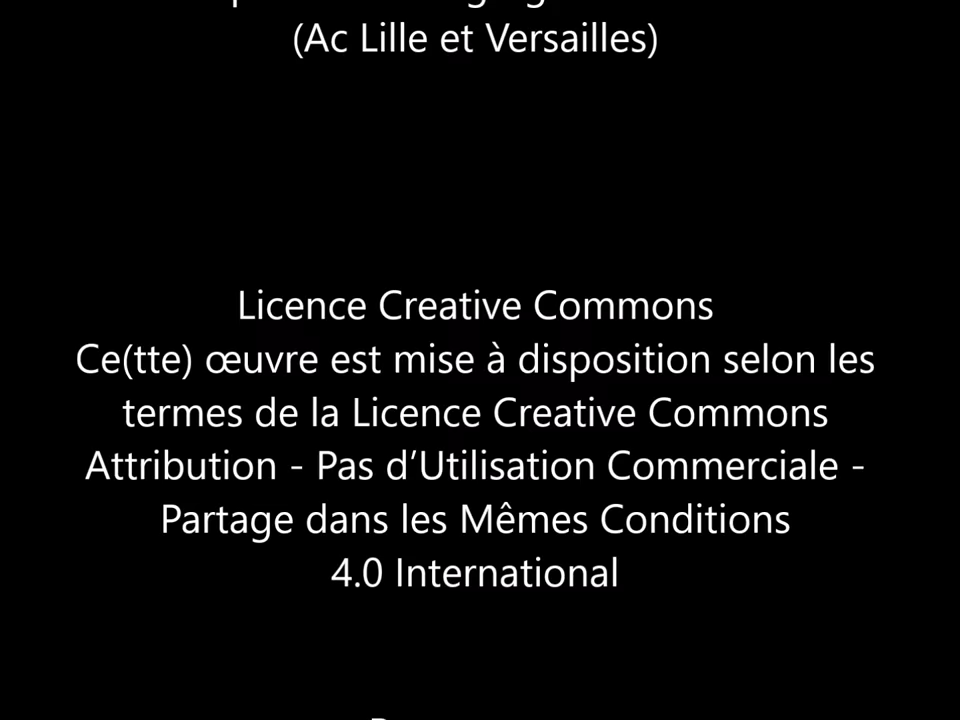 (Ac Lille et Versailles)
Licence Creative Commons
Ce(tte) œuvre est mise à disposition selon les
termes de la Licence Creative Commons
Attribution - Pas d’Utilisation Commerciale -
Partage dans les Mêmes Conditions
4.0 International